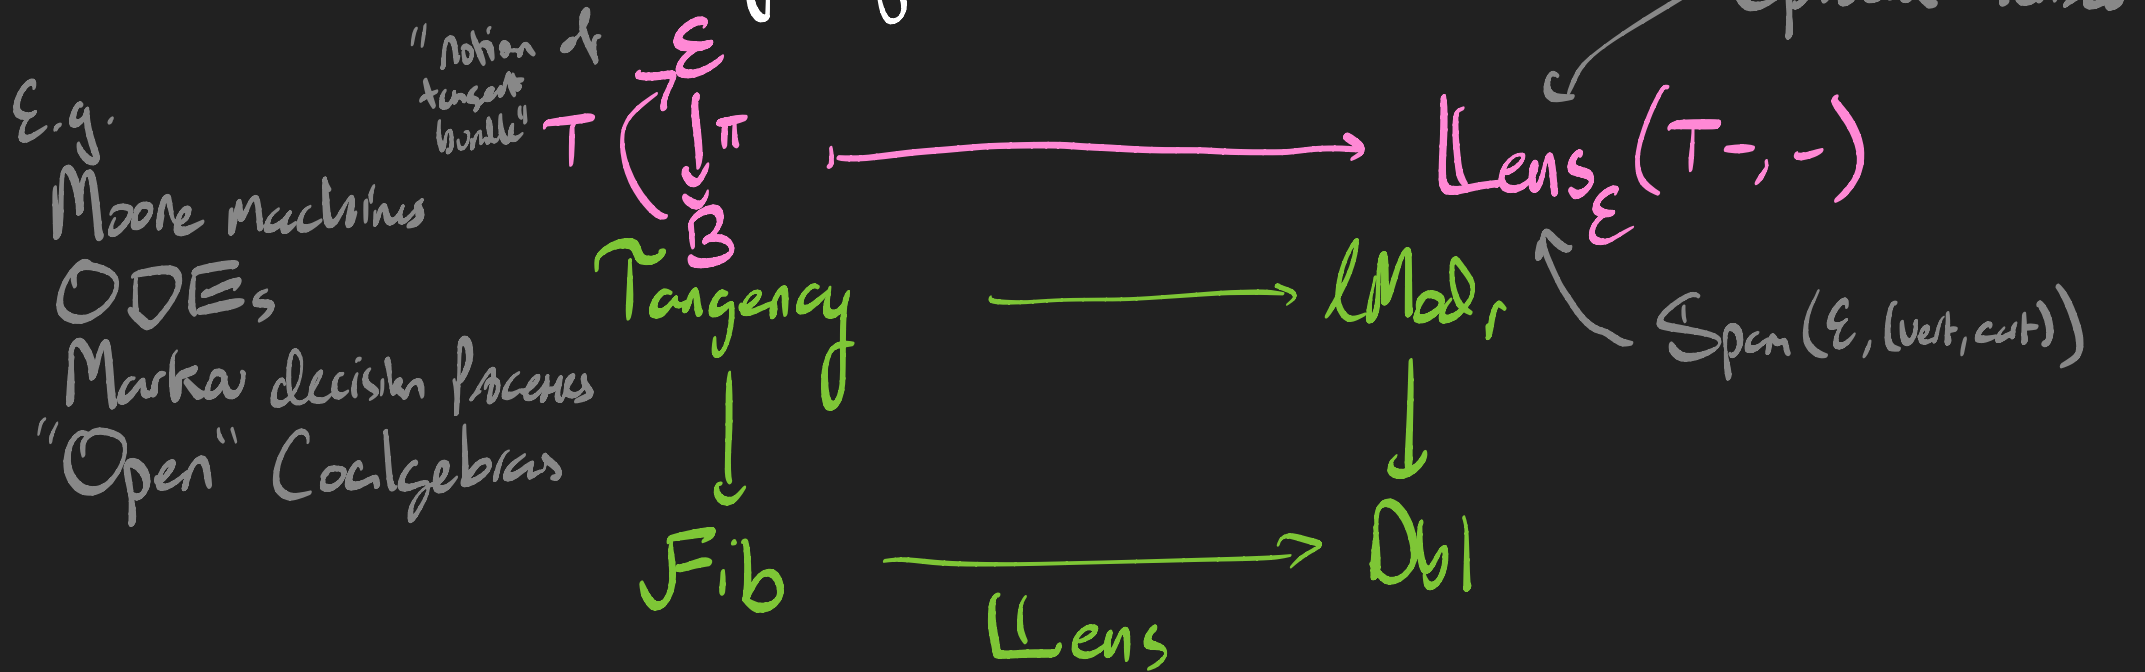 E.g.
Moore machines
ODEs
Markov decision processes
"Open" Coalgebras
"notion of
tangent
bundle"
T
ℰ
π
B
𝕃ens_ℰ (T-, -)
Tangency
ℓMod_r
Span(ℰ, (vert, cart))
Fib
Dbl
𝕃ens